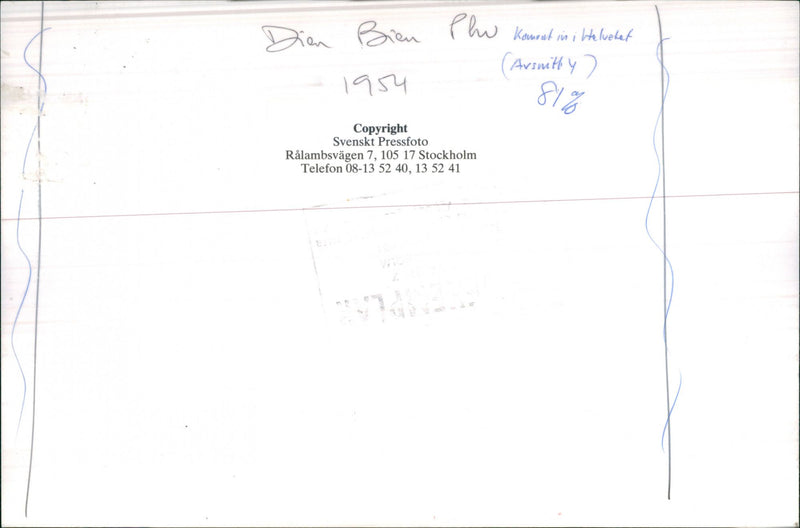 Dien Bien Phu
Kamrat in i Helvetet
(Avsnitt 4)
1954
81%
Copyright
Svenskt Pressfoto
Rålambsvägen 7, 105 17 Stockholm
Telefon 08-13 52 40, 13 52 41